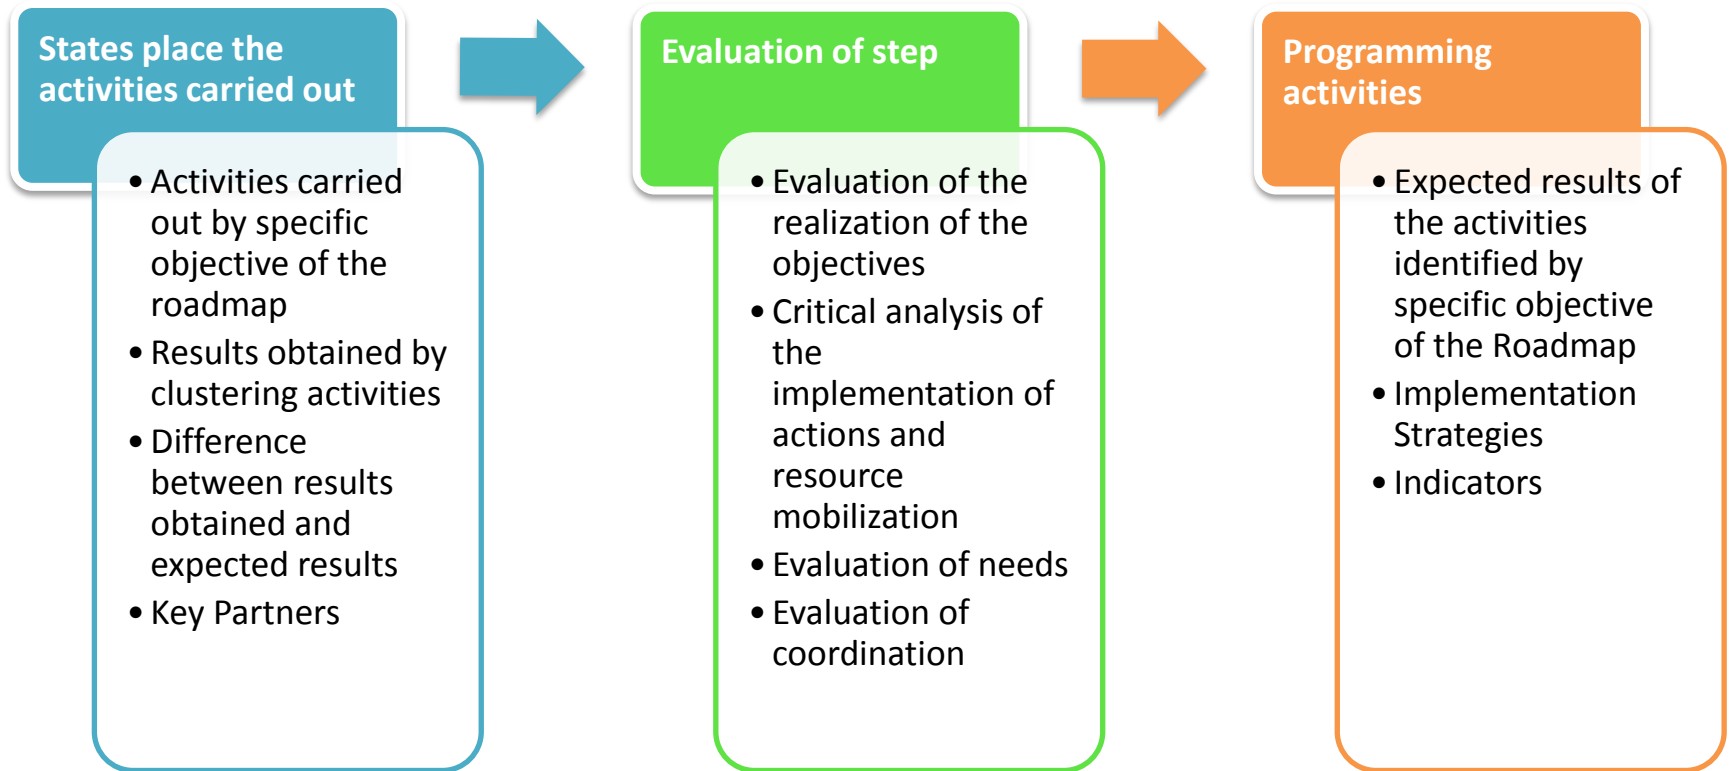 States place the
activities carried out
• Activities carried
out by specific
objective of the
roadmap
• Results obtained by
clustering activities
• Difference
between results
obtained and
expected results
• Key Partners
Evaluation of step
• Evaluation of the
realization of the
objectives
• Critical analysis of
the
implementation of
actions and
resource
mobilization
• Evaluation of needs
• Evaluation of
coordination
Programming
activities
• Expected results of
the activities
identified by
specific objective
of the Roadmap
• Implementation
Strategies
• Indicators